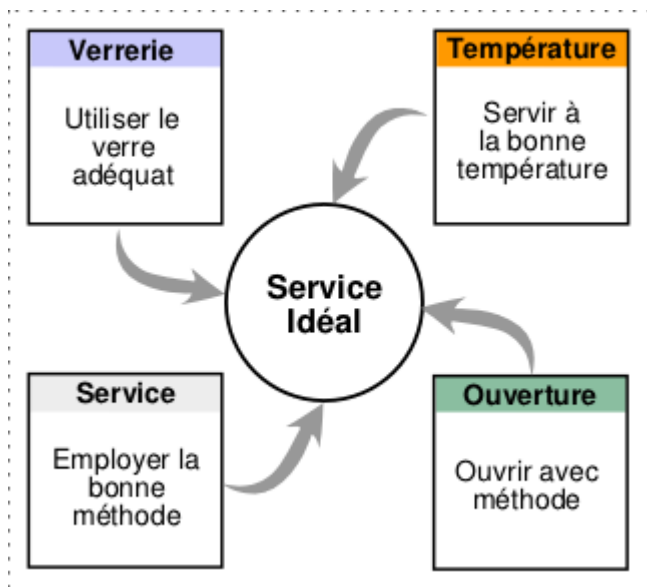 Verrerie
Utiliser le
verre
adéquat
Température
Servir à
la bonne
température
Service
Idéal
Service
Employer la
bonne
méthode
Ouverture
Ouvrir avec
méthode